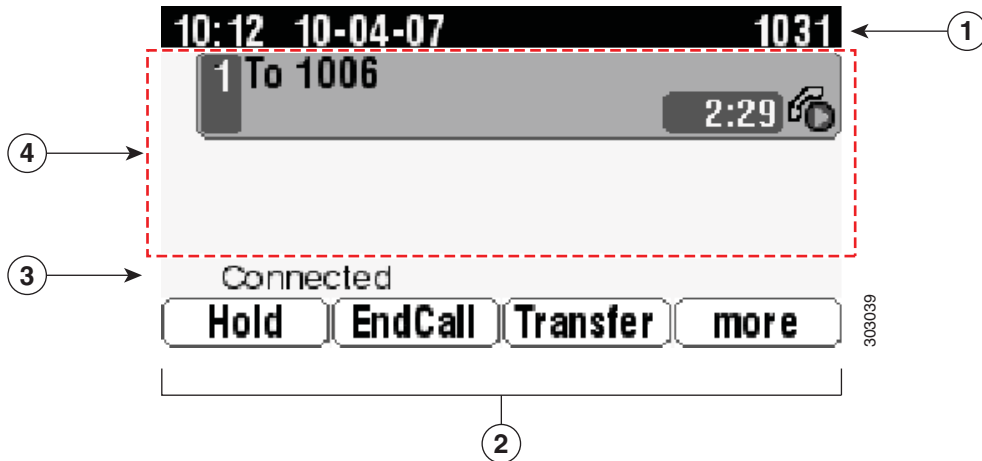 10:12 10-04-07 1031
1
1 To 1006
2:29
4
3
Connected
Hold EndCall Transfer more
303039
2